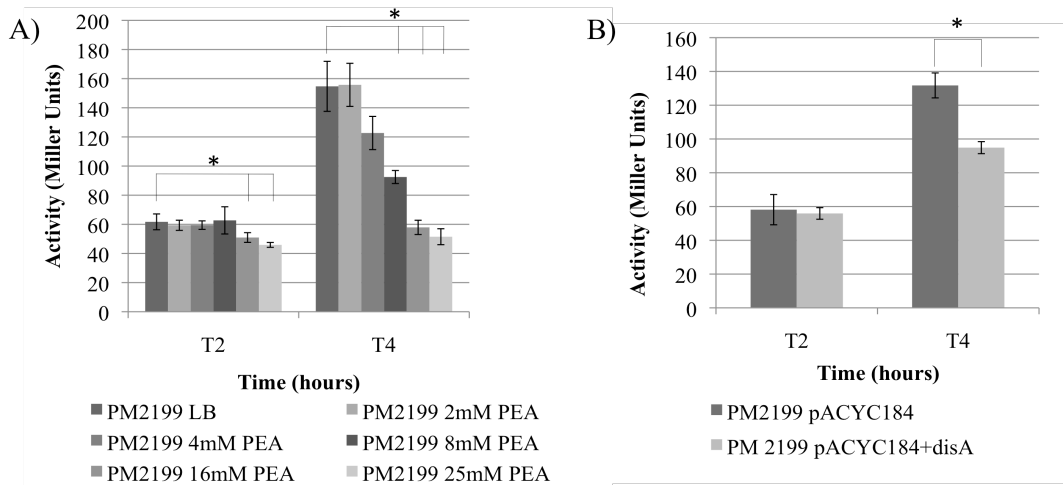 A)
Activity (Miller Units)
200
180
160
140
120
100
80
60
40
20
0
*
*
T2 T4
Time (hours)
PM2199 LB PM2199 2mM PEA
PM2199 4mM PEA PM2199 8mM PEA
PM2199 16mM PEA PM2199 25mM PEA
B)
Activity (Miller Units)
160
140
120
100
80
60
40
20
0
*
T2 T4
Time (hours)
PM2199 pACYC184
PM 2199 pACYC184+disA